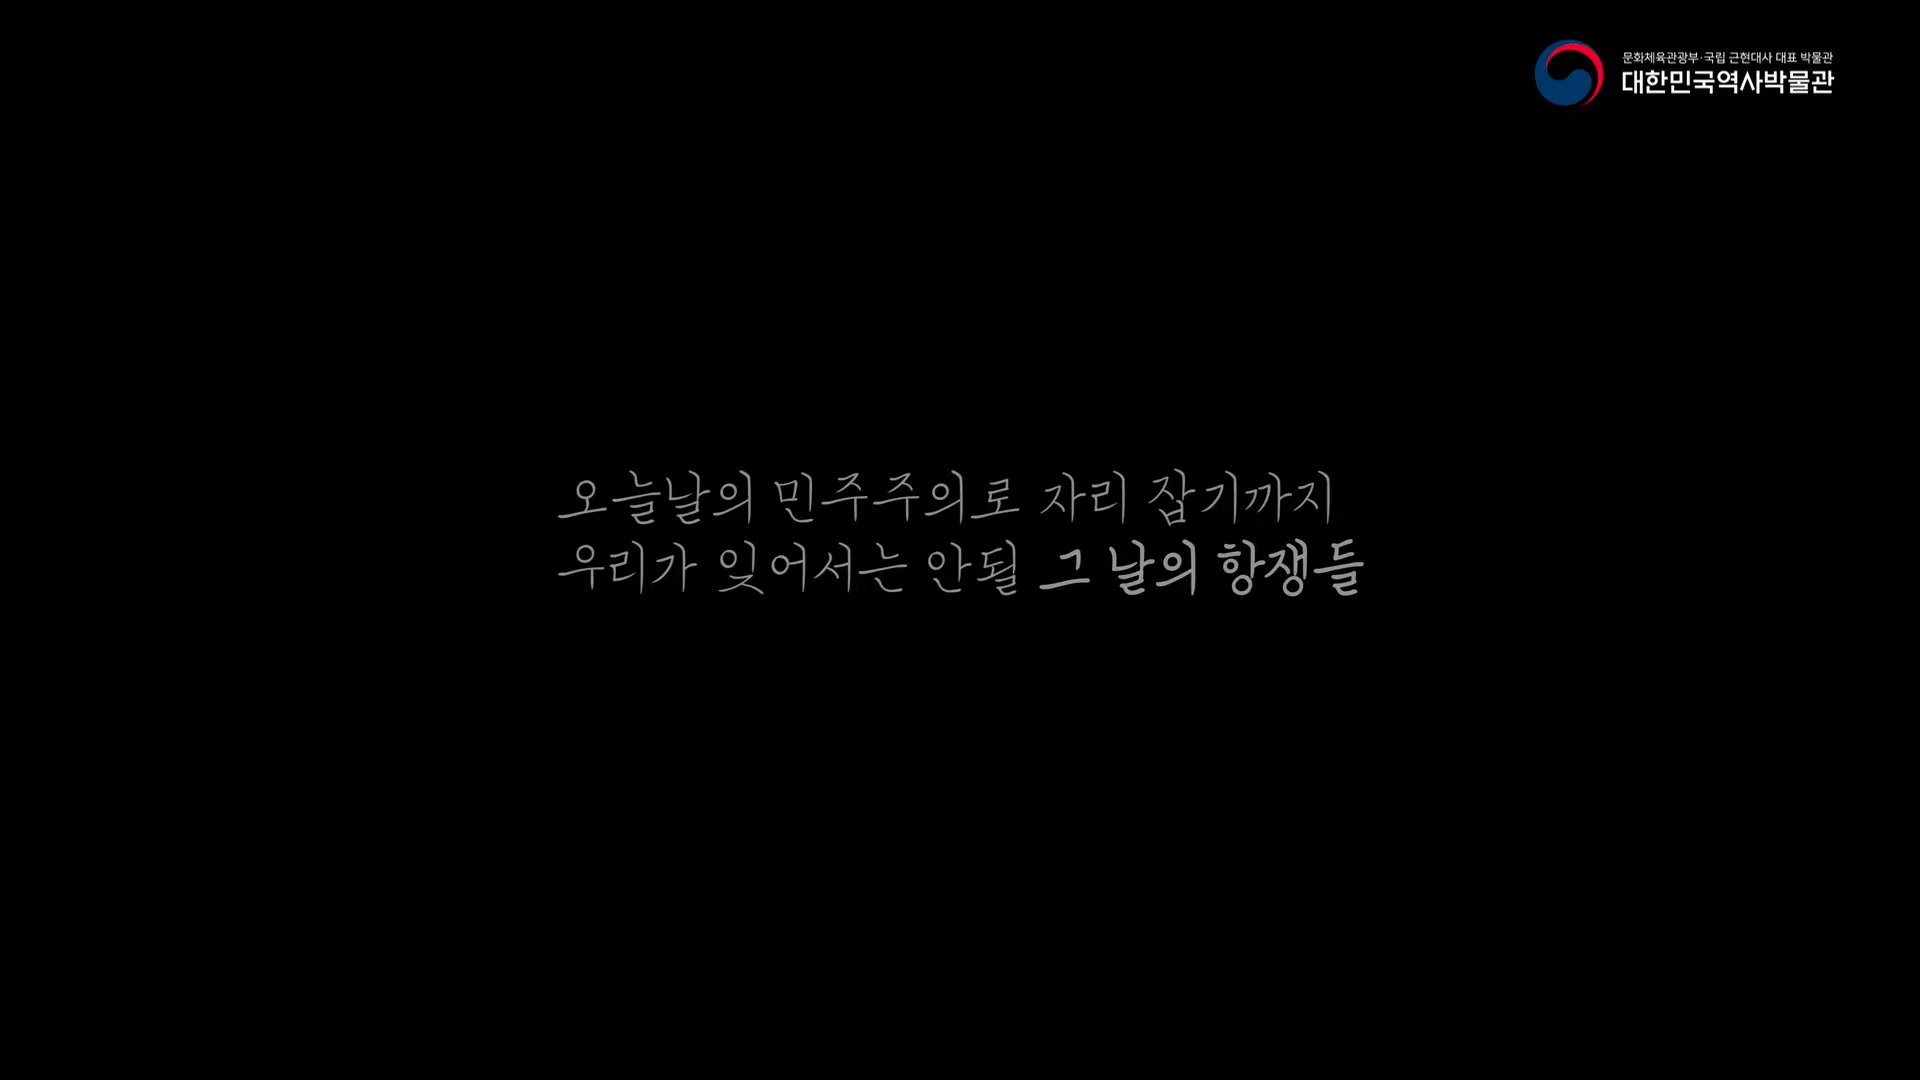 문화체육관광부·국립 근현대사 대표 박물관
대한민국역사박물관
오늘날의 민주주의로 자리 잡기까지
우리가 잊어서는 안될 그 날의 항쟁들